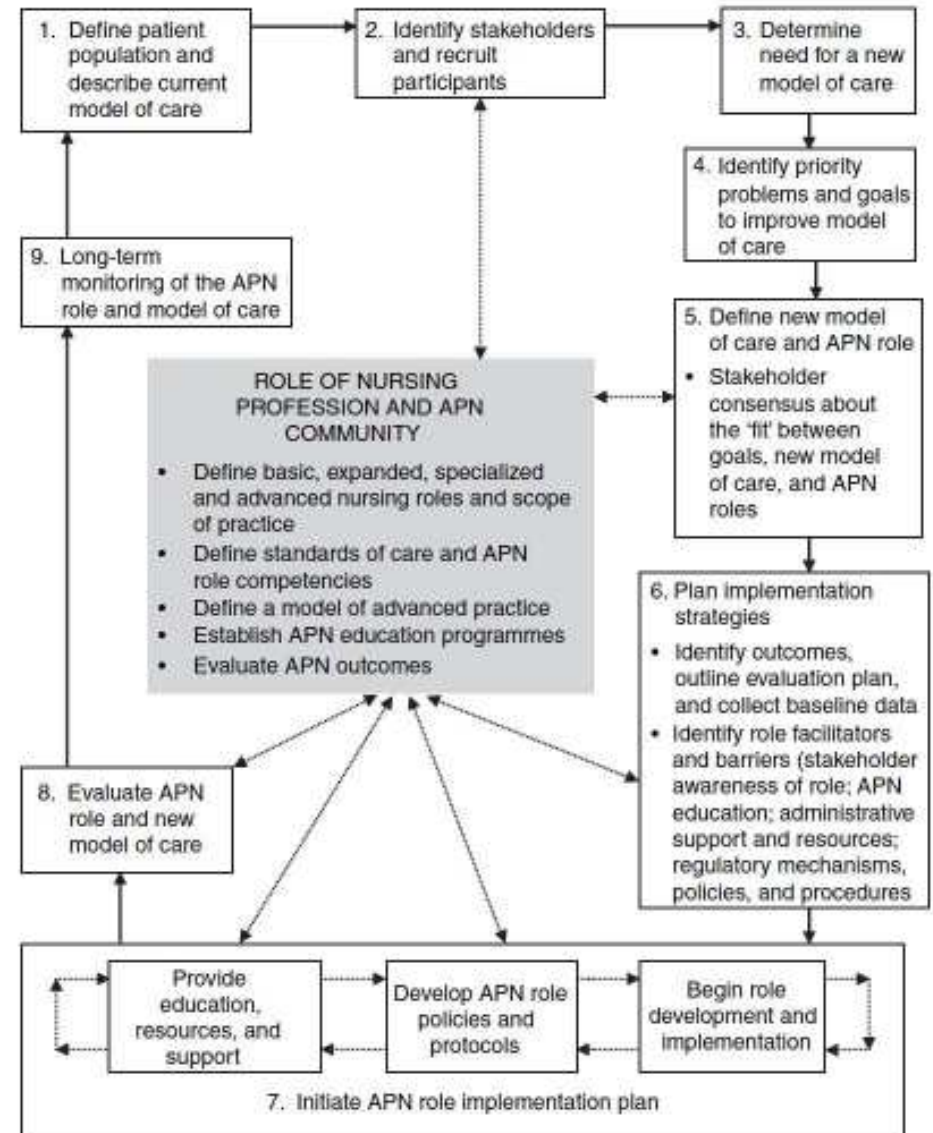 1. Define patient
population and
describe current
model of care
2. Identify stakeholders
and recruit
participants
3. Determine
need for a new
model of care
4. Identify priority
problems and goals
to improve model
of care
5. Define new model
of care and APN role
• Stakeholder
consensus about
the 'fit' between
goals, new model
of care, and APN
roles
6. Plan implementation
strategies
• Identify outcomes,
outline evaluation plan,
and collect baseline data
• Identify role facilitators
and barriers (stakeholder
awareness of role; APN
education; administrative
support and resources;
regulatory mechanisms,
policies, and procedures
Provide
education,
resources, and
support
Develop APN role
policies and
protocols
Begin role
development and
implementation
7. Initiate APN role implementation plan
8. Evaluate APN
role and new
model of care
9. Long-term
monitoring of the APN
role and model of care
ROLE OF NURSING
PROFESSION AND APN
COMMUNITY
• Define basic, expanded, specialized
and advanced nursing roles and scope
of practice
• Define standards of care and APN
role competencies
• Define a model of advanced practice
• Establish APN education programmes
• Evaluate APN outcomes